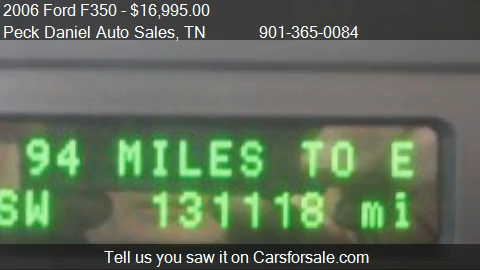 2006 Ford F350 - $16,995.00
Peck Daniel Auto Sales, TN 901-365-0084
94 MILES TO E
SW 131118 mi
Tell us you saw it on Carsforsale.com